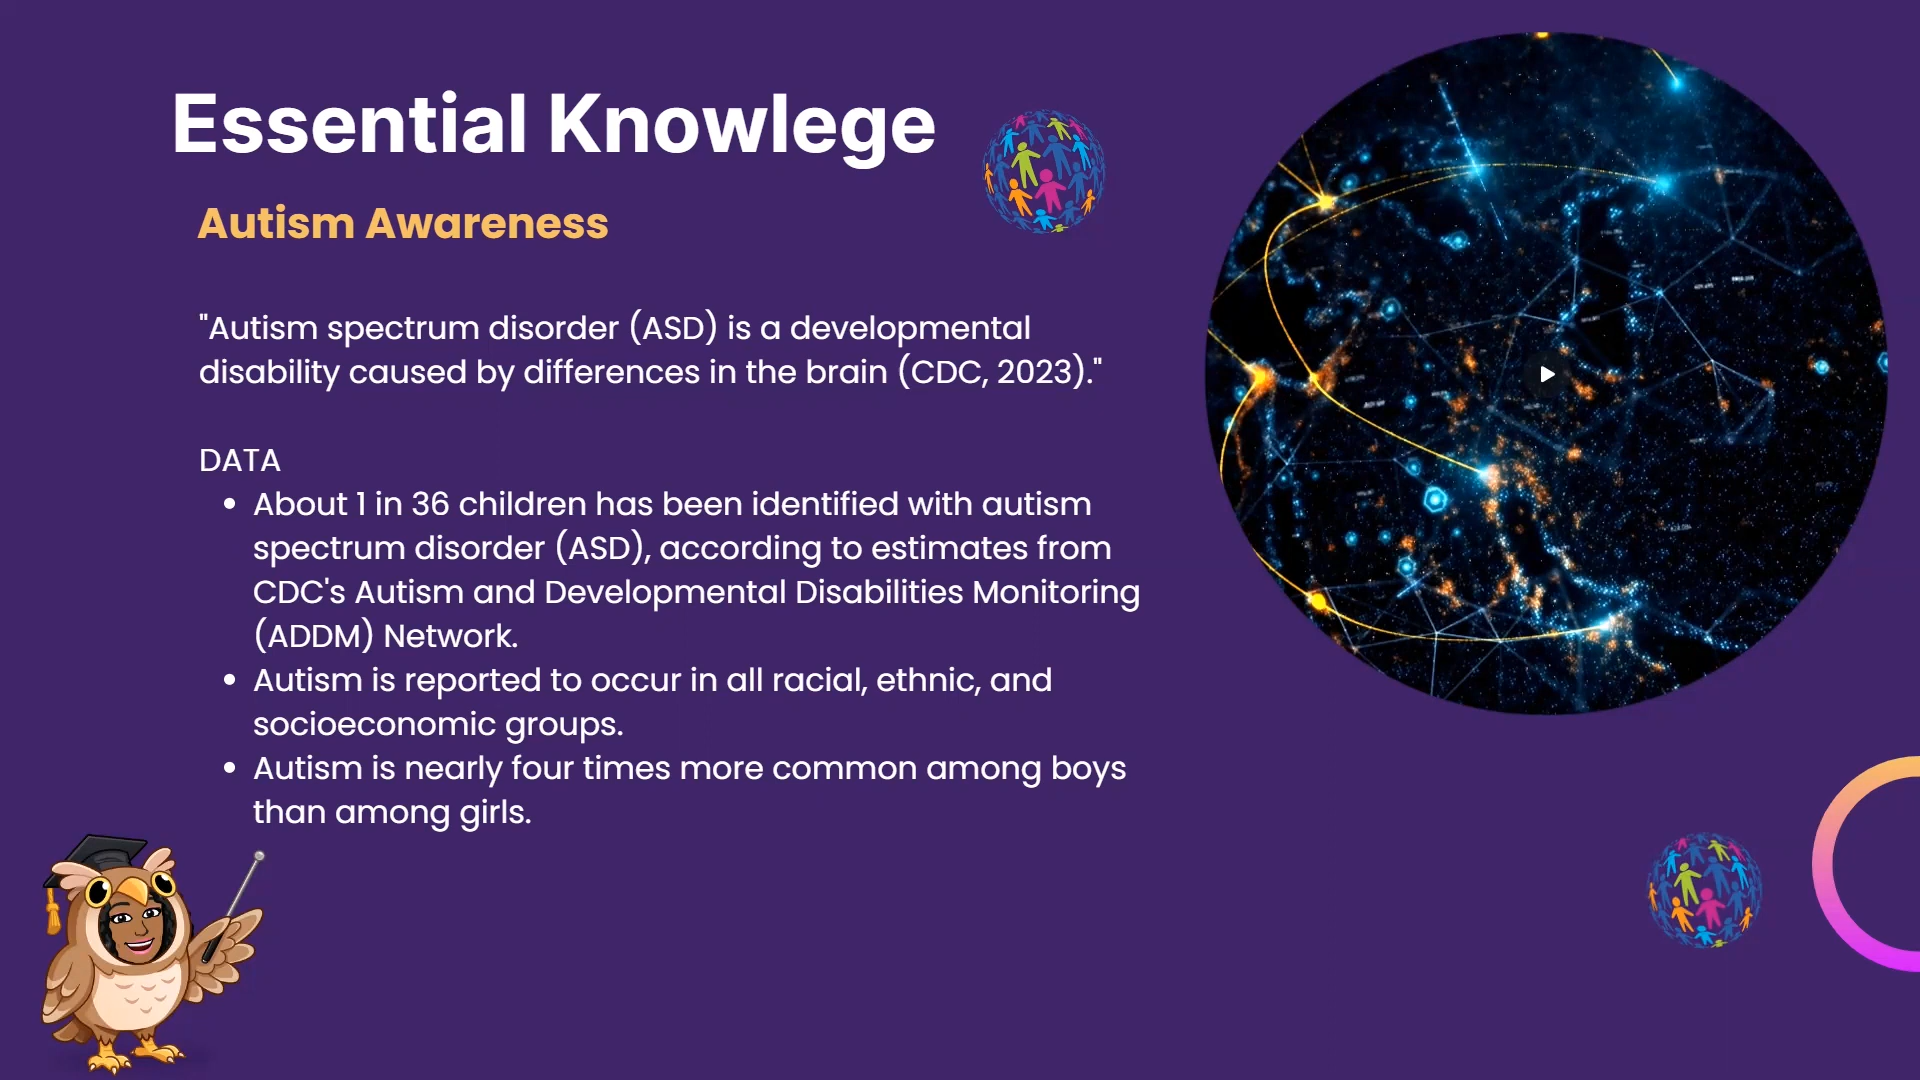 Essential Knowlege
Autism Awareness
"Autism spectrum disorder (ASD) is a developmental
disability caused by differences in the brain (CDC, 2023)."
DATA
• About 1 in 36 children has been identified with autism
spectrum disorder (ASD), according to estimates from
CDC's Autism and Developmental Disabilities Monitoring
(ADDM) Network.
• Autism is reported to occur in all racial, ethnic, and
socioeconomic groups.
• Autism is nearly four times more common among boys
than among girls.